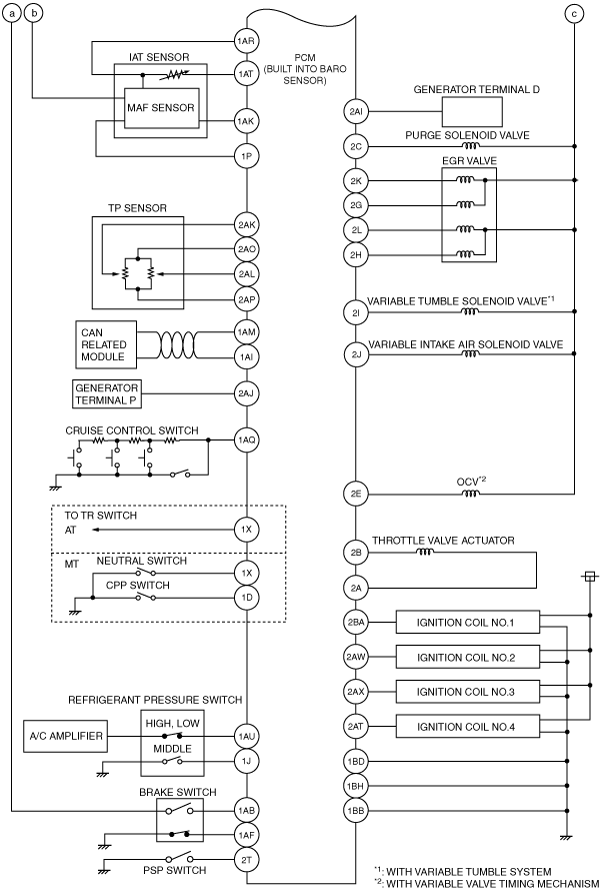 a
b
c
IAT SENSOR
MAF SENSOR
1AR
1AT
1AK
1P
PCM
(BUILT INTO BARO
SENSOR)
TP SENSOR
2AK
2AO
2AL
2AP
CAN
RELATED
MODULE
1AM
1AI
GENERATOR
TERMINAL P
2AJ
CRUISE CONTROL SWITCH
1AQ
TO TR SWITCH
AT
1X
MT
NEUTRAL SWITCH
1X
CPP SWITCH
1D
REFRIGERANT PRESSURE SWITCH
A/C AMPLIFIER
HIGH, LOW
1AU
MIDDLE
1J
BRAKE SWITCH
1AB
1AF
PSP SWITCH
2T
GENERATOR TERMINAL D
2AI
PURGE SOLENOID VALVE
2C
EGR VALVE
2K
2G
2L
2H
VARIABLE TUMBLE SOLENOID VALVE*1
2I
VARIABLE INTAKE AIR SOLENOID VALVE
2J
OCV*2
2E
THROTTLE VALVE ACTUATOR
2B
2A
2BA
IGNITION COIL NO.1
2AW
IGNITION COIL NO.2
2AX
IGNITION COIL NO.3
2AT
IGNITION COIL NO.4
1BD
1BH
1BB
*1: WITH VARIABLE TUMBLE SYSTEM
*2: WITH VARIABLE VALVE TIMING MECHANISM